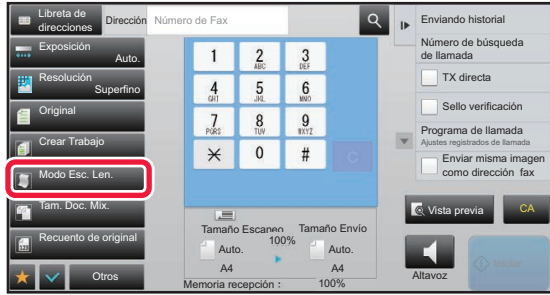 Libreta de
direcciones
Dirección
Número de Fax
Exposición
Auto.
Resolución
Superfino
Original
Crear Trabajo
Modo Esc. Len.
Tam. Doc. Mix.
Recuento de original
Otros
1
2
ABC
3
DEF
4
GHI
5
JKL
6
MNO
7
PQRS
8
TUV
9
WXYZ
0
#
C
Tamaño Escaneo
Tamaño Envío
100%
Auto.
Auto.
A4
A4
Memoria recepción :
100%
Enviando historial
Número de búsqueda
de llamada
TX directa
Sello verificación
Programa de llamada
Ajustes registrados de llamada
Enviar misma imagen
como dirección fax
Vista previa
CA
Altavoz
Iniciar